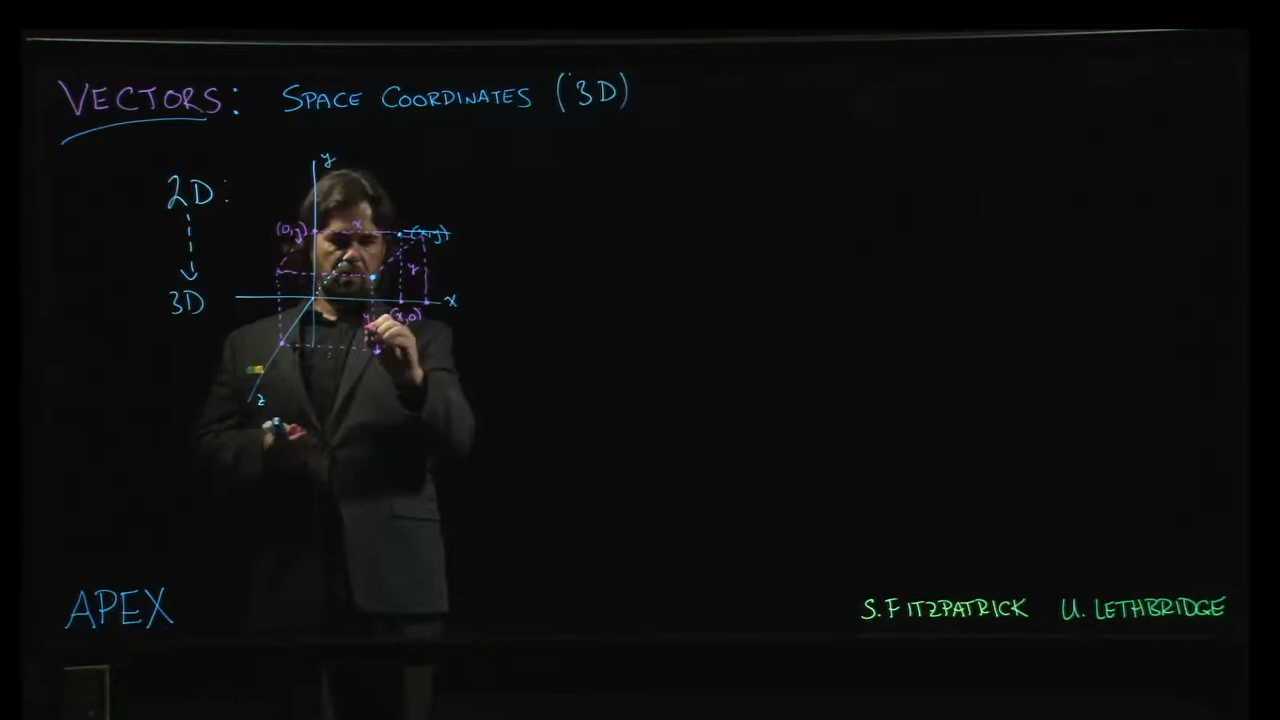 VECTORS: SPACE COORDINATES (3D)
2D:
y
(0,y) x (x,y)
y
3D
x
y (x,0)
z
APEX
S. FITZPATRICK U. LETHBRIDGE